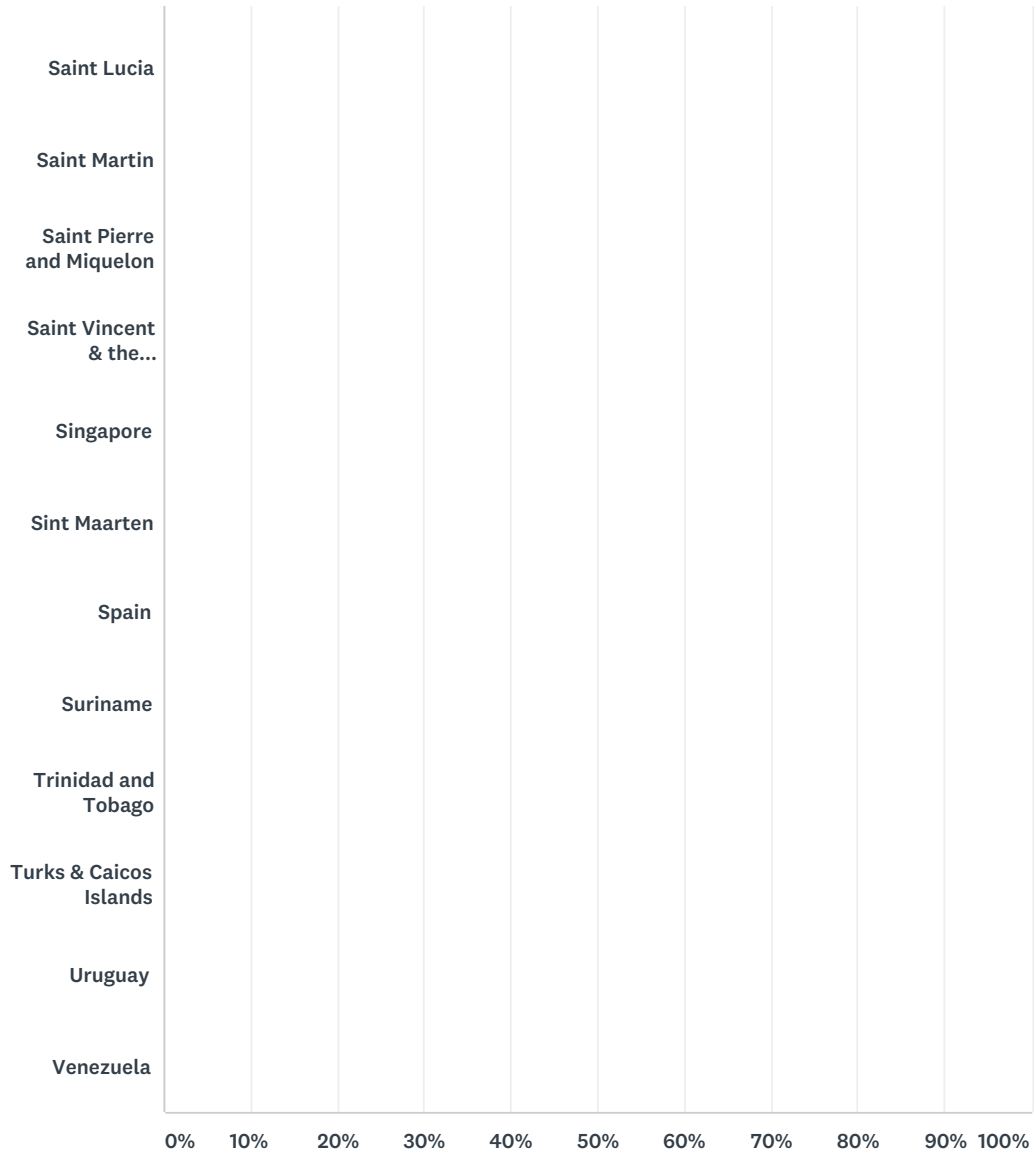 Saint Lucia
Saint Martin
Saint Pierre
and Miquelon
Saint Vincent
& the...
Singapore
Sint Maarten
Spain
Suriname
Trinidad and
Tobago
Turks & Caicos
Islands
Uruguay
Venezuela
0% 10% 20% 30% 40% 50% 60% 70% 80% 90% 100%